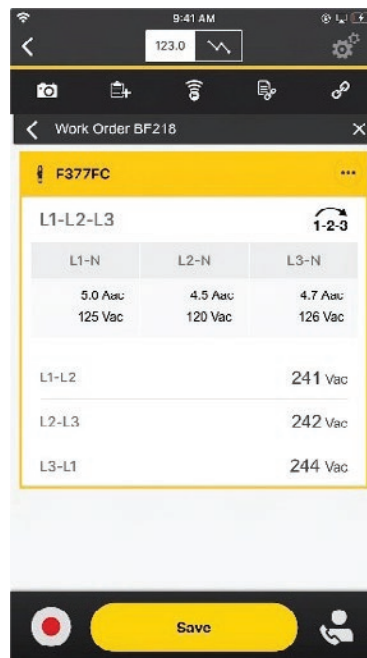 9:41 AM
123.0
Work Order BF218
F377FC
L1-L2-L3
1-2-3
L1-N L2-N L3-N
5.0 Aac 4.5 Aac 4.7 Aac
125 Vac 120 Vac 126 Vac
L1-L2 241 Vac
L2-L3 242 Vac
L3-L1 244 Vac
Save